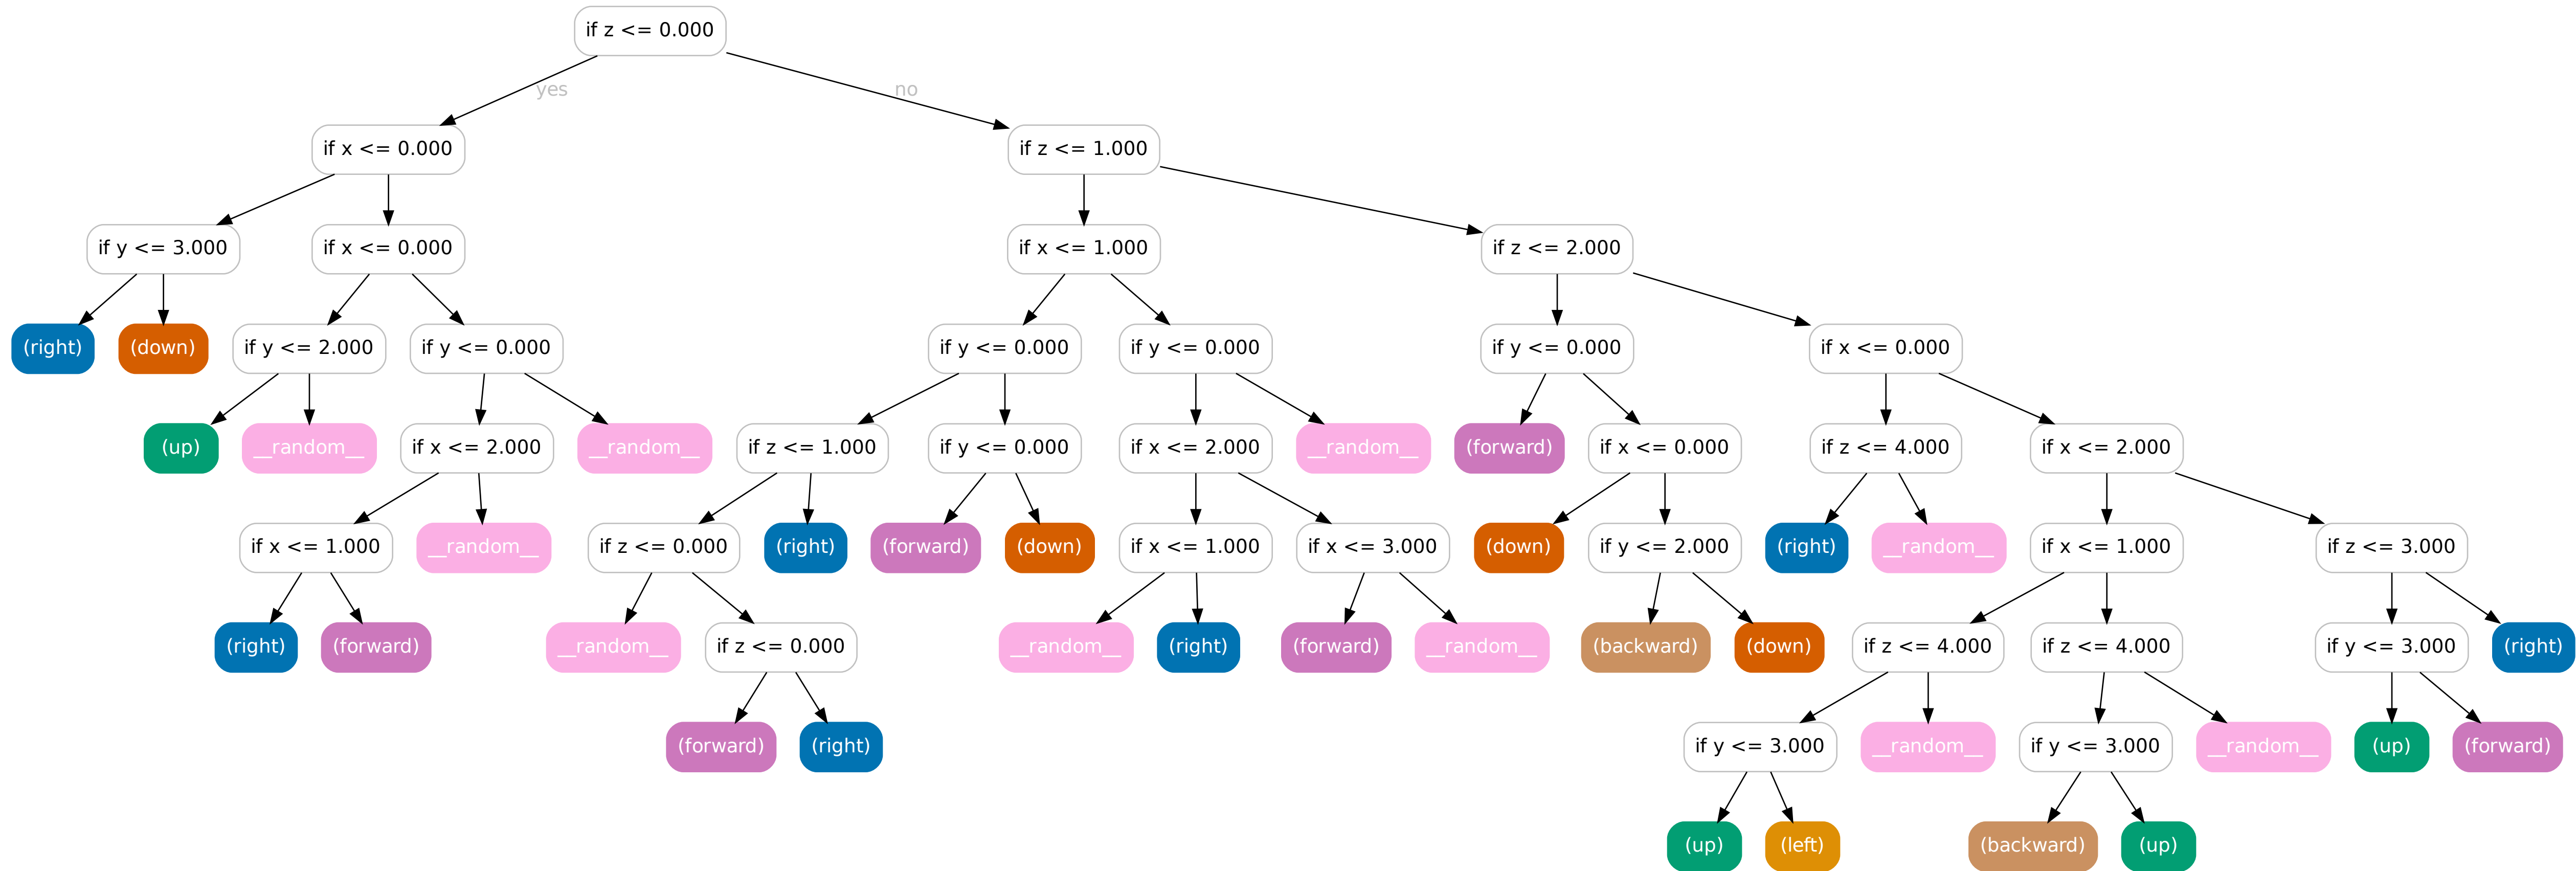 if z <= 0.000
yes
no
if x <= 0.000
if z <= 1.000
if y <= 3.000
if x <= 0.000
if x <= 1.000
if z <= 2.000
(right)
(down)
if y <= 2.000
if y <= 0.000
if y <= 0.000
if y <= 0.000
if y <= 0.000
if x <= 0.000
(up)
__random__
if x <= 2.000
__random__
if z <= 1.000
if y <= 0.000
if x <= 2.000
__random__
(forward)
if x <= 0.000
if z <= 4.000
if x <= 2.000
if x <= 1.000
__random__
if z <= 0.000
(right)
(forward)
(down)
if x <= 1.000
if x <= 3.000
(down)
if y <= 2.000
(right)
__random__
if x <= 1.000
if z <= 3.000
(right)
(forward)
__random__
if z <= 0.000
__random__
(right)
(forward)
__random__
(backward)
(down)
if z <= 4.000
if z <= 4.000
if y <= 3.000
(right)
(forward)
(right)
if y <= 3.000
__random__
if y <= 3.000
__random__
(up)
(forward)
(up)
(left)
(backward)
(up)